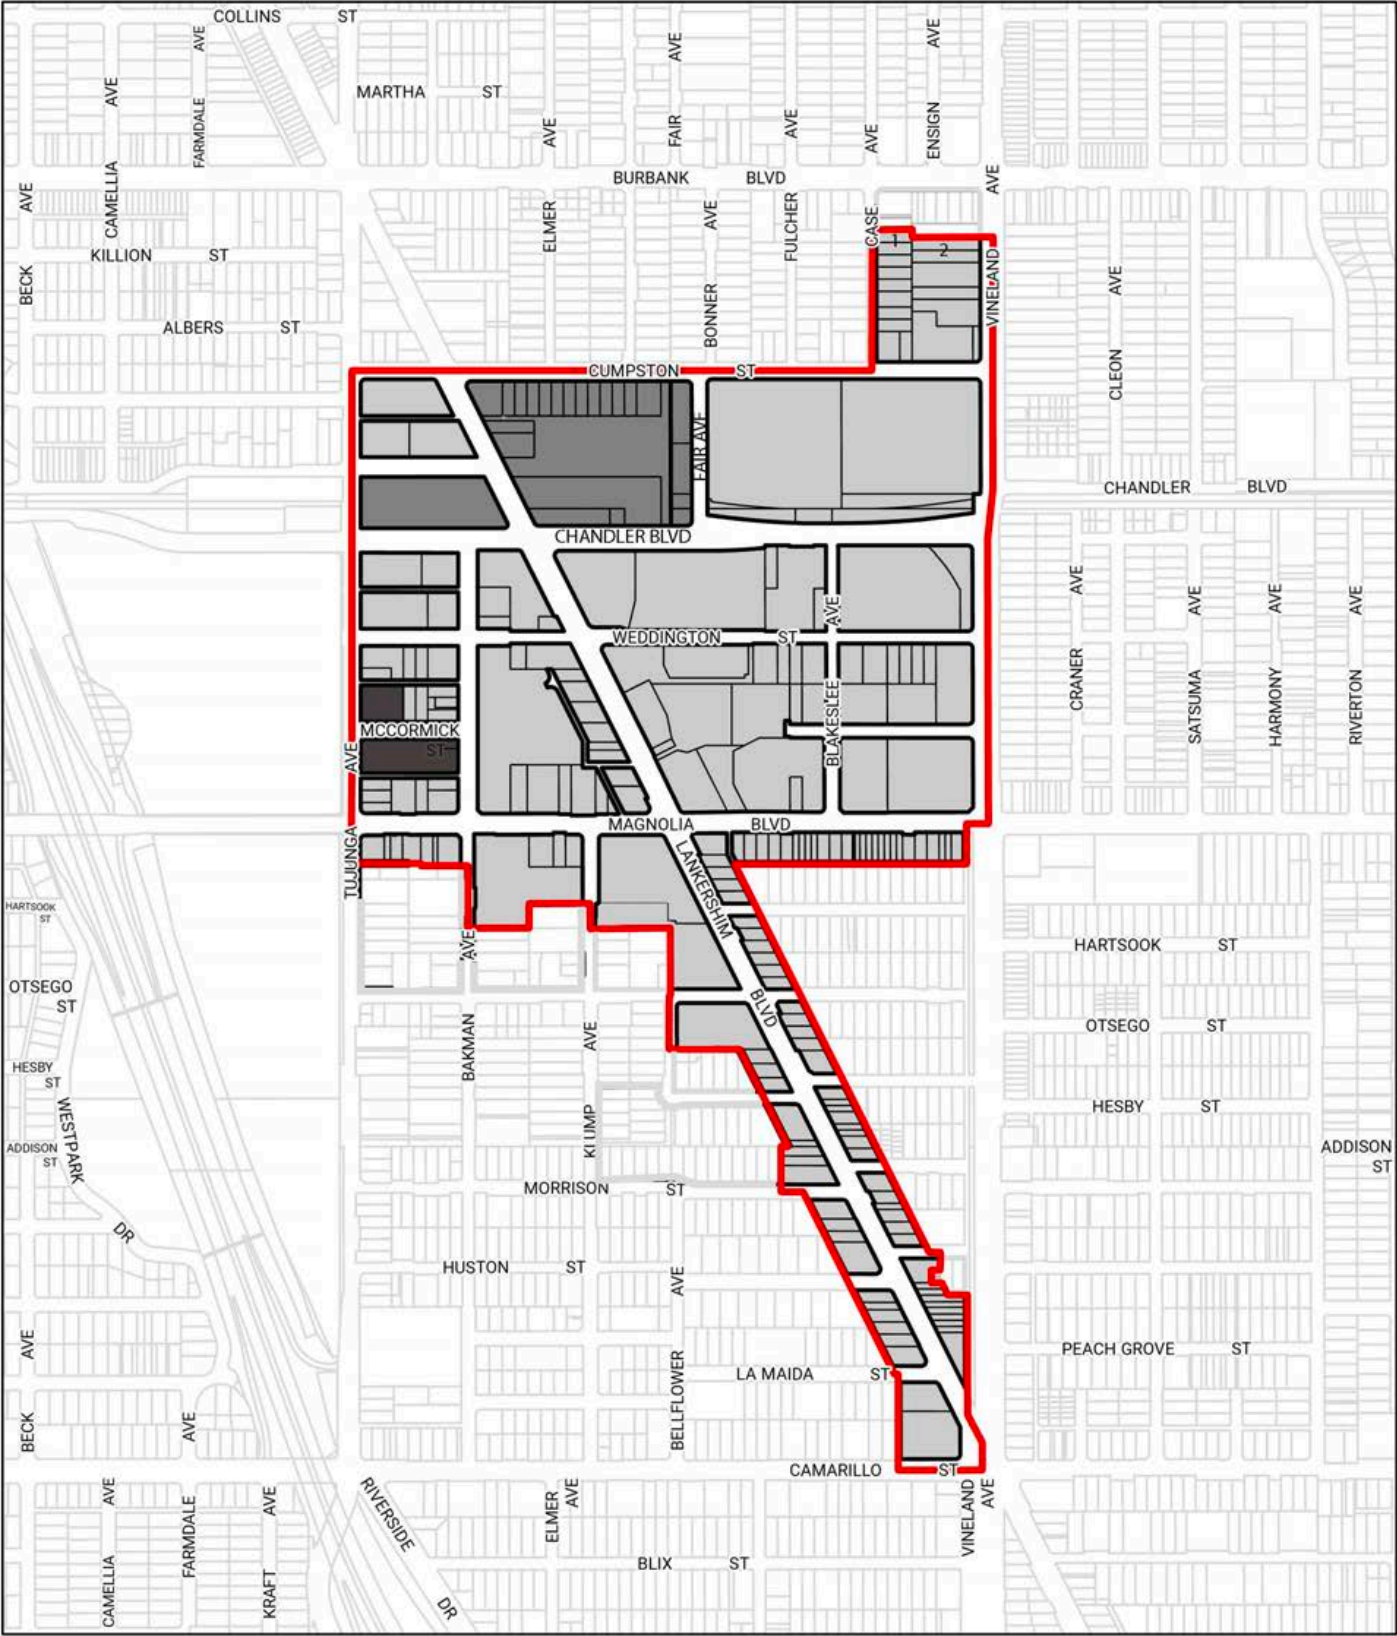 COLLINS ST
AVE
FARMDALE
AVE
CAMELLIA
MARTHA ST
AVE
AVE
FAIR
AVE
AVE
AVE
ENSIGN
BURBANK BLVD
AVE
AVE
BECK
KILLION ST
ELMER
AVE
BONNER
FULCHER
CASE
1
2
VINELAND
ALBERS ST
AVE
CLEON
CUMPSTON ST
FAIR AVE
CHANDLER BLVD
CHANDLER BLVD
AVE
CRANER
AVE
SATSUMA
AVE
HARMONY
AVE
RIVERTON
WEDDINGTON ST
AVE
BLAKESLEE
MCCORMICK
ST
AVE
TUJUNGA
MAGNOLIA BLVD
LANKERSHIM
BLVD
HARTSOOK
ST
HARTSOOK ST
AVE
BAKMAN
OTSEGO
ST
OTSEGO ST
AVE
KLUMP
HESBY
ST
HESBY ST
WESTPARK
DR
ADDISON
ST
ADDISON
ST
MORRISON ST
HUSTON ST
AVE
BELLFLOWER
AVE
BECK
PEACH GROVE ST
LA MAIDA ST
AVE
CAMARILLO ST
AVE
VINELAND
AVE
CAMELLIA
FARMDALE
AVE
KRAFT
RIVERSIDE
DR
AVE
ELMER
BLIX ST